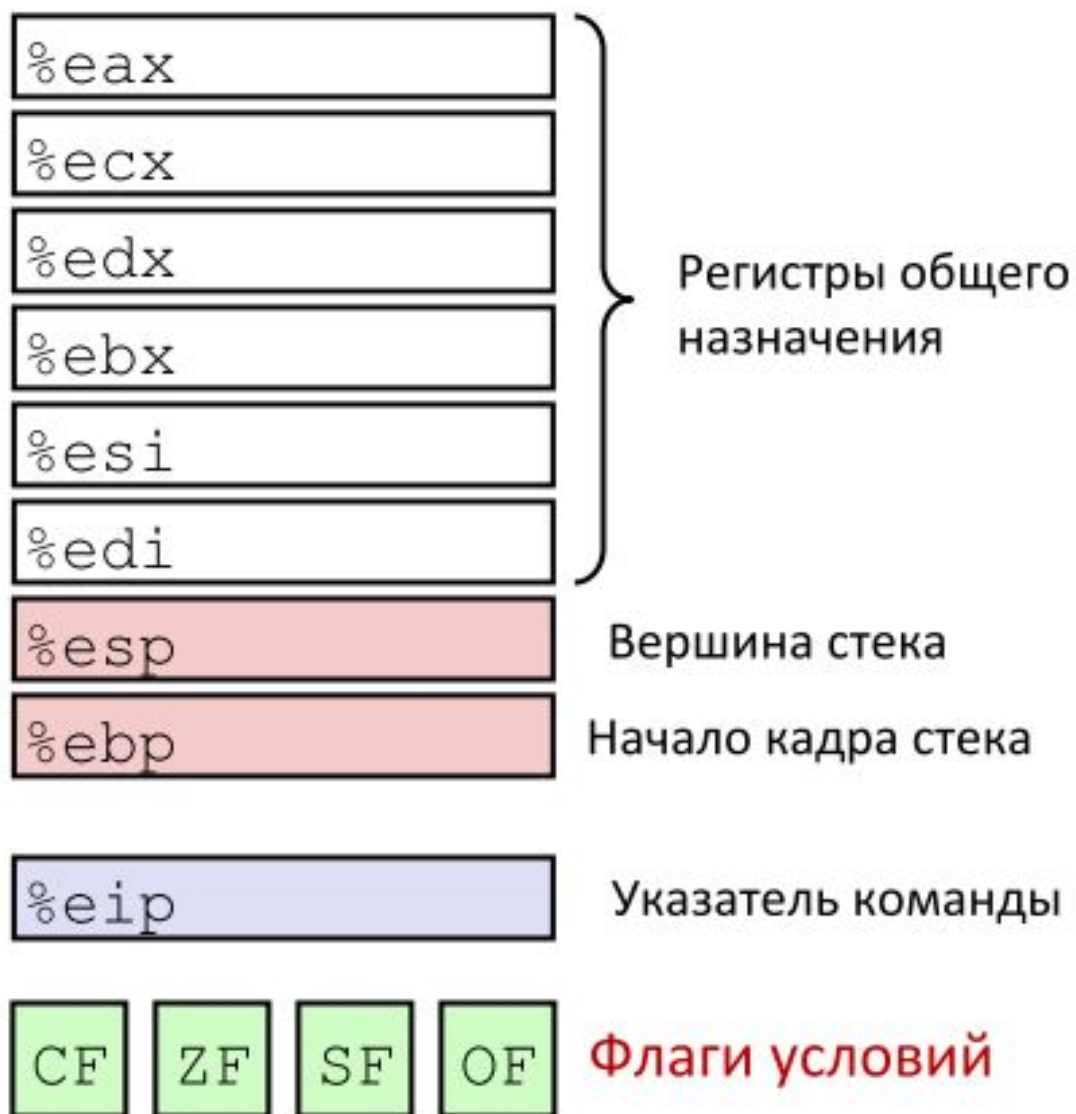 %eax
%ecx
%edx
%ebx
%esi
%edi
Регистры общего
назначения
%esp
Вершина стека
%ebp
Начало кадра стека
%eip
Указатель команды
CF ZF SF OF
Флаги условий